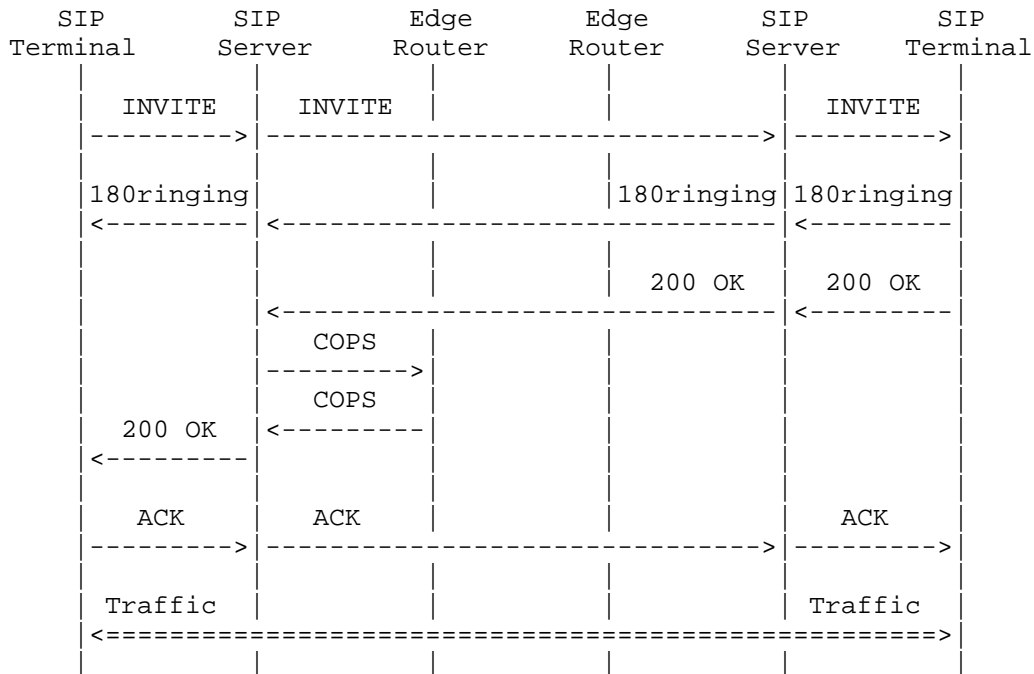 SIP SIP Edge Edge SIP SIP
Terminal Server Router Router Server Terminal
INVITE INVITE INVITE
180ringing 180ringing 180ringing
200 OK 200 OK
COPS
COPS
200 OK
ACK ACK ACK
Traffic Traffic